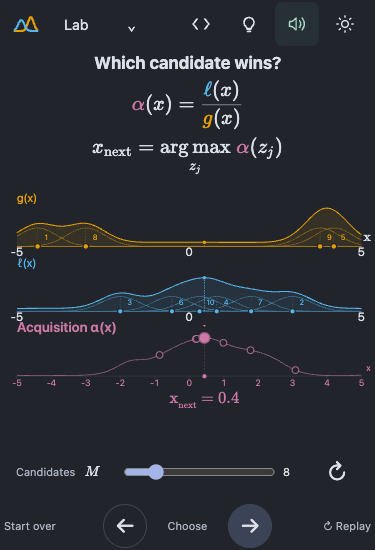 Lab
Which candidate wins?
α(x) = ℓ(x) / g(x)
x_next = arg max α(z_j)
z_j
g(x)
1 8 9 5
x
-5 0 5
ℓ(x)
3 6 10 4 7 2
-5 0 5
Acquisition α(x)
x
-5 -4 -3 -2 -1 0 1 2 3 4 5
x_next = 0.4
Candidates M 8
Start over Choose Replay